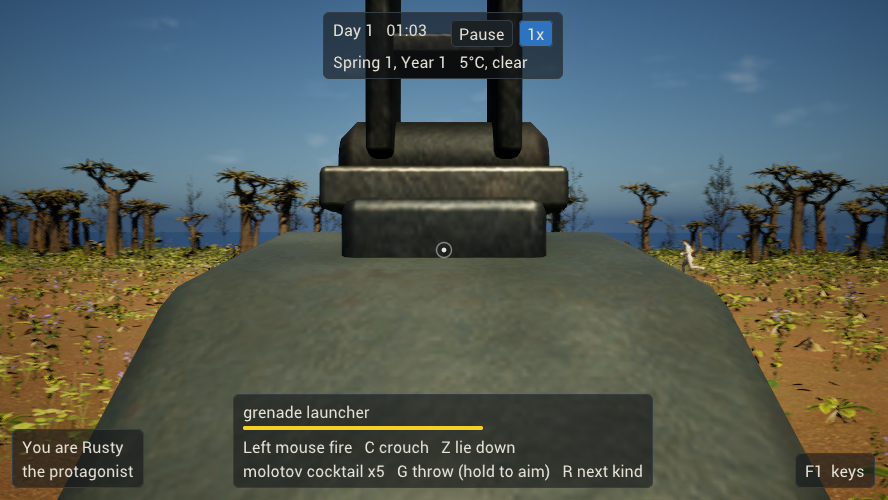 Day 1 01:03 Pause 1x
Spring 1, Year 1 5°C, clear
grenade launcher
Left mouse fire C crouch Z lie down
molotov cocktail x5 G throw (hold to aim) R next kind
You are Rusty
the protagonist
F1 keys